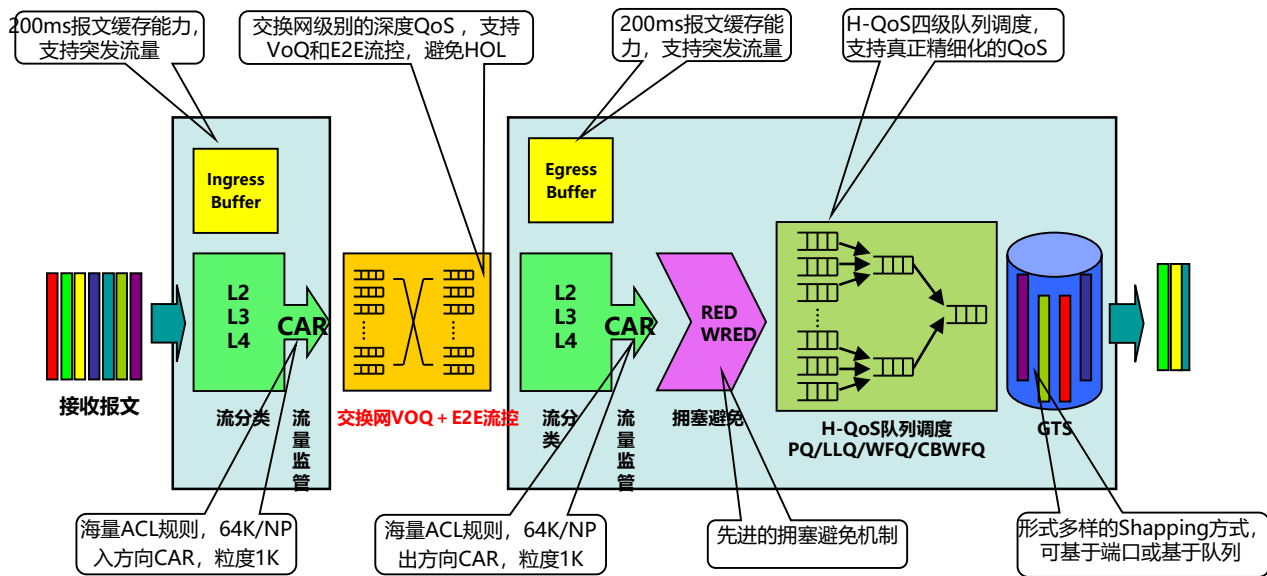 200ms报文缓存能力，
支持突发流量
交换网级别的深度QoS ，支持
VoQ和E2E流控，避免HOL
200ms报文缓存能
力，支持突发流量
H-QoS四级队列调度，
支持真正精细化的QoS
Ingress
Buffer
Egress
Buffer
L2
L3
L4
CAR
L2
L3
L4
CAR
RED
WRED
接收报文
流分类
流量监管
交换网VOQ＋E2E流控
流分
类
流量监管
拥塞避免
H-QoS队列调度
PQ/LLQ/WFQ/CBWFQ
GTS
海量ACL规则，64K/NP
入方向CAR，粒度1K
海量ACL规则，64K/NP
出方向CAR，粒度1K
先进的拥塞避免机制
形式多样的Shapping方式，
可基于端口或基于队列